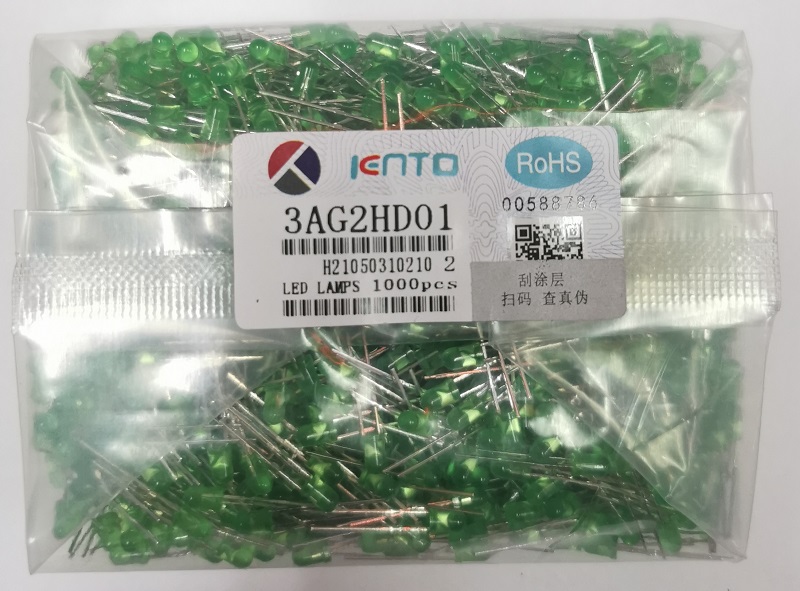 KENTO
RoHS
3AG2HD01
00588786
H21050310210 2
LED LAMPS 1000pcs
刮涂层
扫码 查真伪